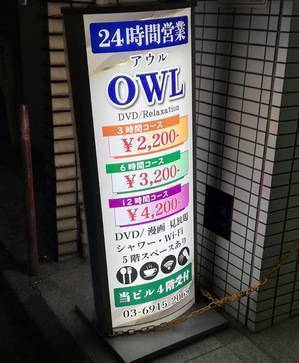 24時間営業
アウル
OWL
DVD/Relaxation
3時間コース
¥2,200-
6時間コース
¥3,200-
12時間コース
¥4,200-
DVD/漫画 見放題
シャワー・Wi-Fi
5階スペースあり
当ビル4階受付